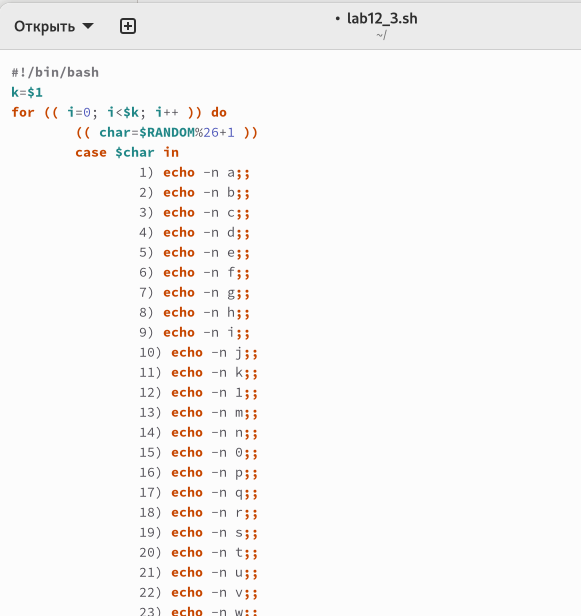 Открыть
• lab12_3.sh
~/
#!/bin/bash
k=$1
for (( i=0; i<$k; i++ )) do
(( char=$RANDOM%26+1 ))
case $char in
1) echo -n a;;
2) echo -n b;;
3) echo -n c;;
4) echo -n d;;
5) echo -n e;;
6) echo -n f;;
7) echo -n g;;
8) echo -n h;;
9) echo -n i;;
10) echo -n j;;
11) echo -n k;;
12) echo -n l;;
13) echo -n m;;
14) echo -n n;;
15) echo -n 0;;
16) echo -n p;;
17) echo -n q;;
18) echo -n r;;
19) echo -n s;;
20) echo -n t;;
21) echo -n u;;
22) echo -n v;;
23) echo -n w;;